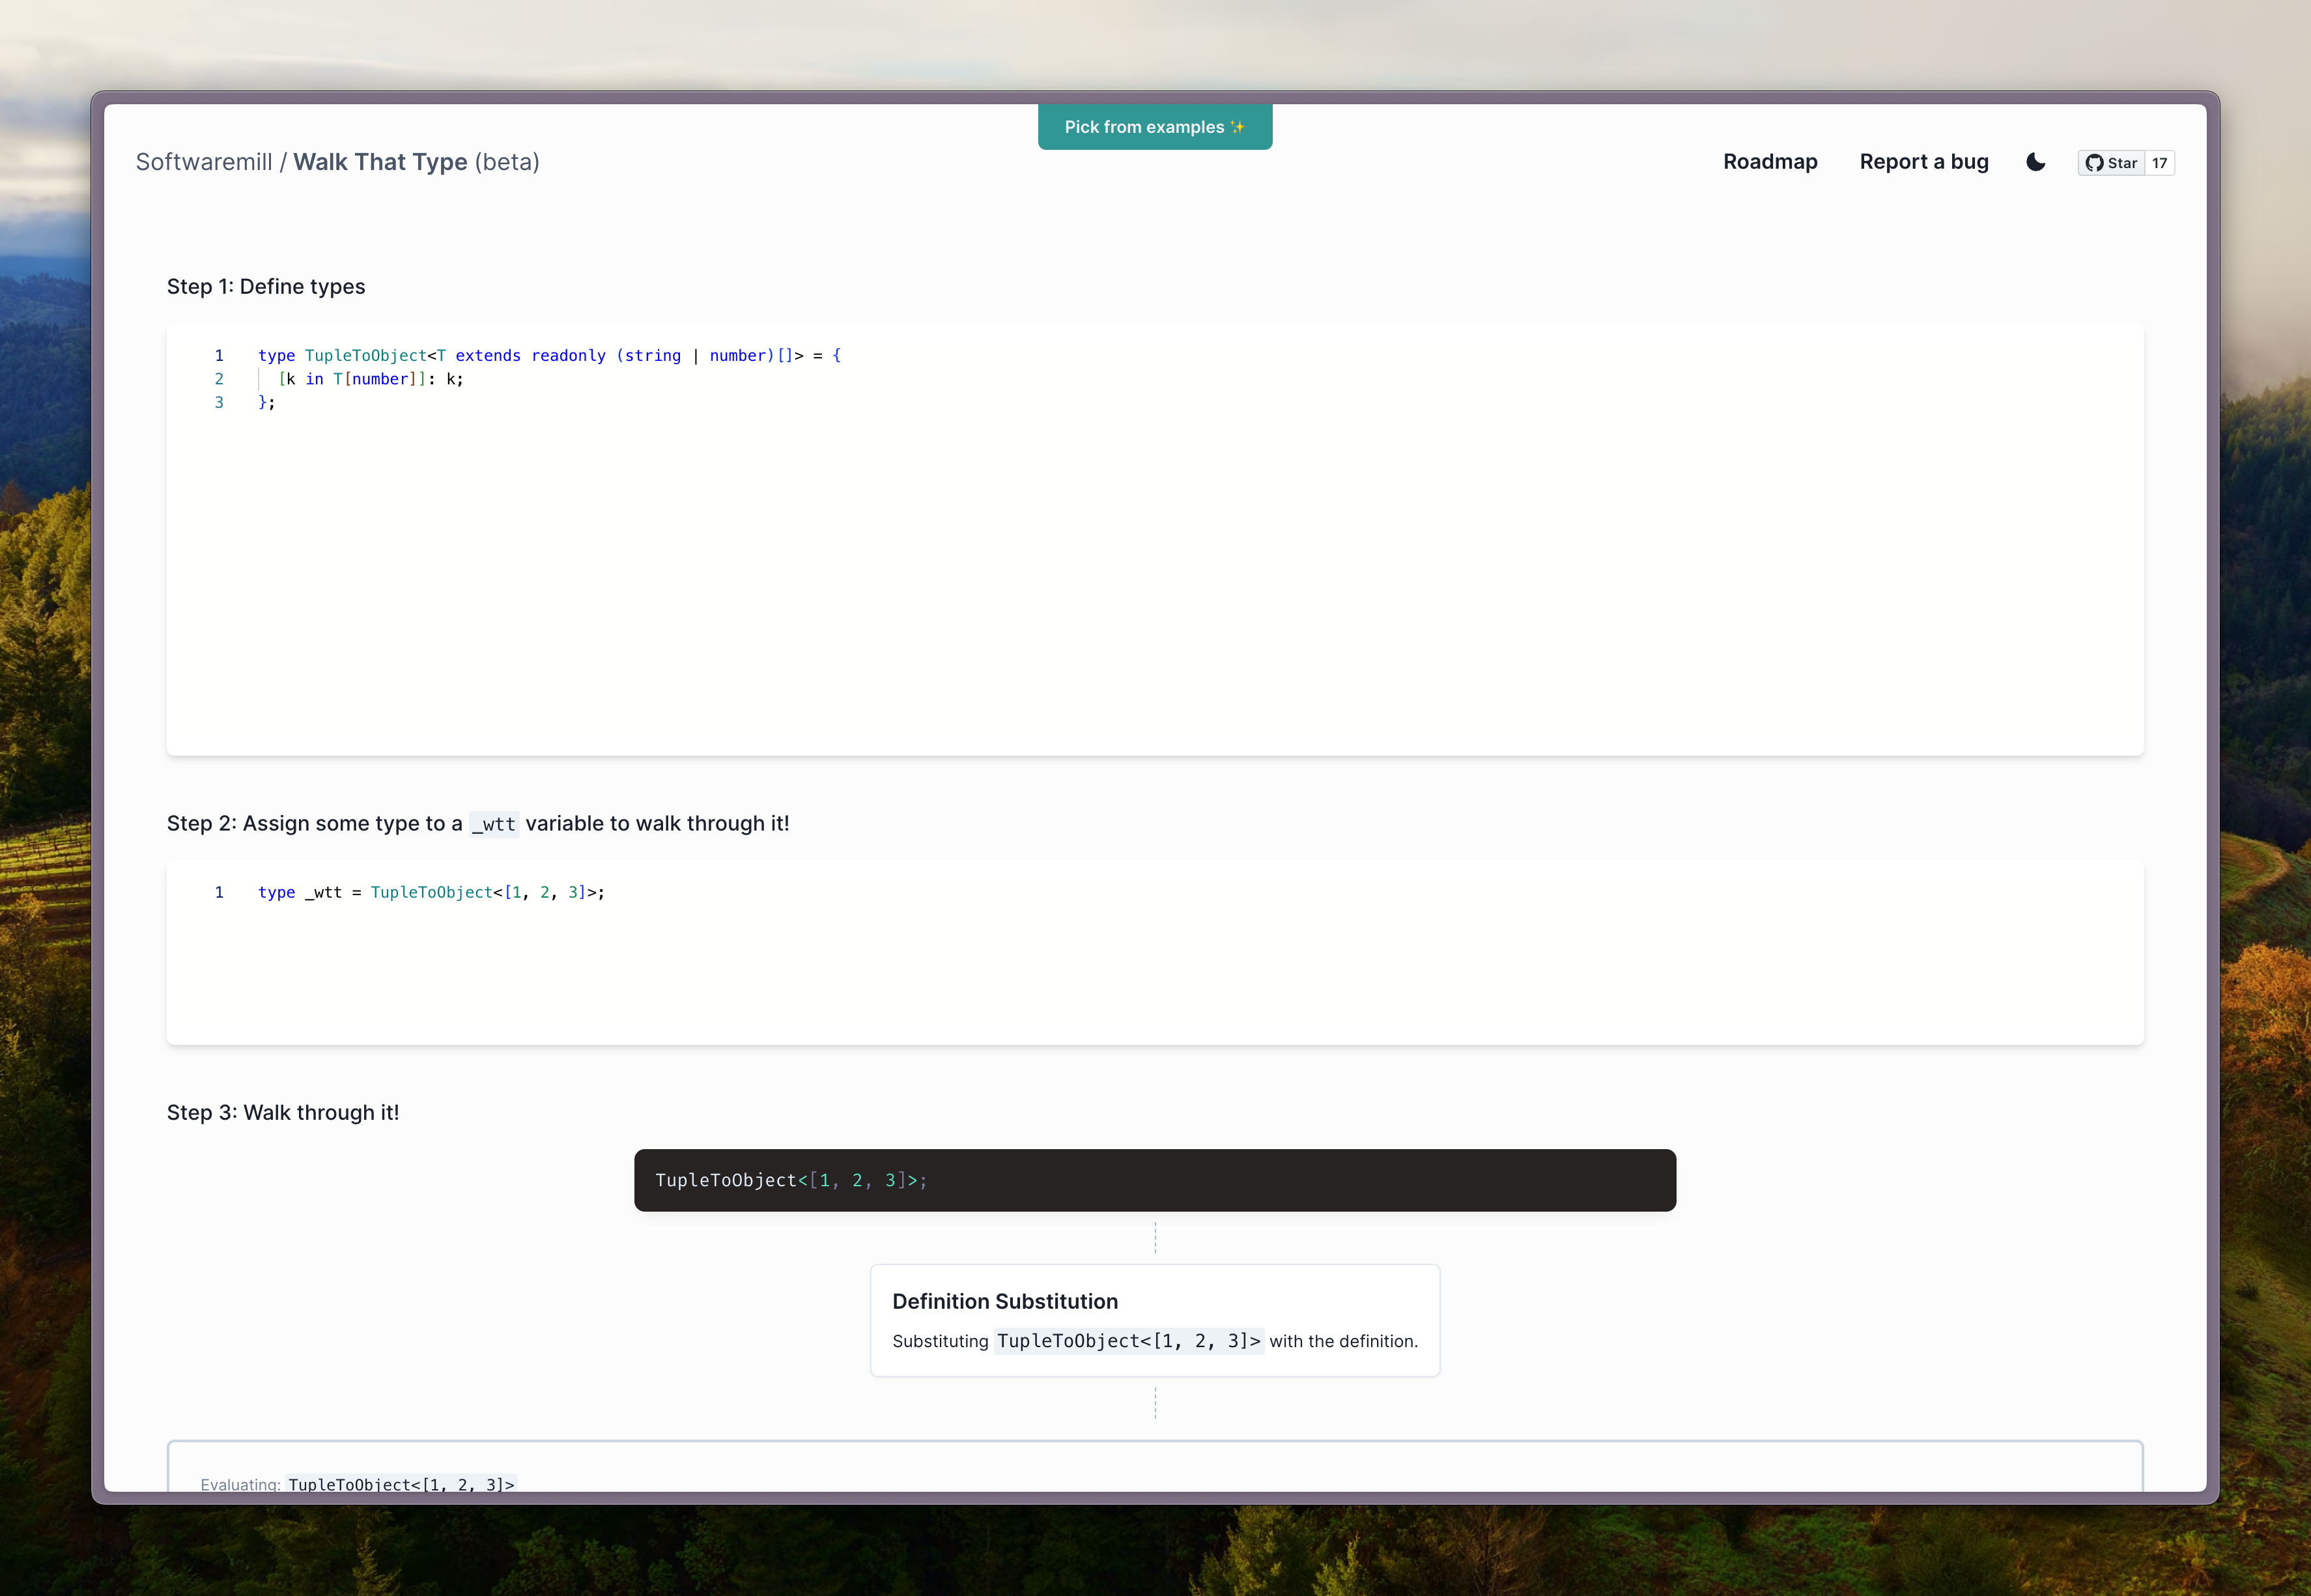 Pick from examples ✨
Softwaremill / Walk That Type (beta)
Roadmap
Report a bug
Star 17
Step 1: Define types
1 type TupleToObject<T extends readonly (string | number)[]> = {
2 [k in T[number]]: k;
3 };
Step 2: Assign some type to a _wtt variable to walk through it!
1 type _wtt = TupleToObject<[1, 2, 3]>;
Step 3: Walk through it!
TupleToObject<[1, 2, 3]>;
Definition Substitution
Substituting TupleToObject<[1, 2, 3]> with the definition.
Evaluating: TupleToObject<[1, 2, 3]>